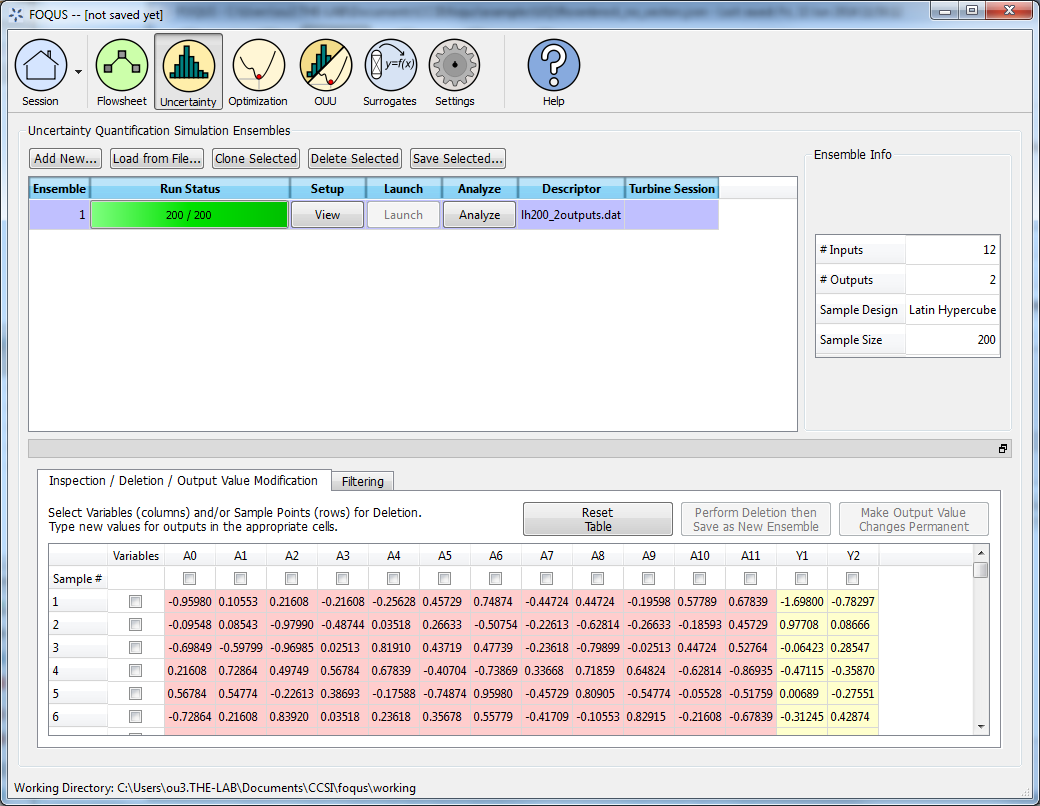 FOQUS -- [not saved yet]
Session
Flowsheet
Uncertainty
Optimization
OUU
y=f(x)
Surrogates
Settings
?
Help
Uncertainty Quantification Simulation Ensembles
Add New... Load from File... Clone Selected Delete Selected Save Selected...
Ensemble Run Status Setup Launch Analyze Descriptor Turbine Session
1 200 / 200 View Launch Analyze lh200_2outputs.dat
Ensemble Info
# Inputs 12
# Outputs 2
Sample Design Latin Hypercube
Sample Size 200
Inspection / Deletion / Output Value Modification Filtering
Select Variables (columns) and/or Sample Points (rows) for Deletion.
Type new values for outputs in the appropriate cells.
Reset
Table
Perform Deletion then
Save as New Ensemble
Make Output Value
Changes Permanent
Variables A0 A1 A2 A3 A4 A5 A6 A7 A8 A9 A10 A11 Y1 Y2
Sample #
1 -0.95980 0.10553 0.21608 -0.21608 -0.25628 0.45729 0.74874 -0.44724 0.44724 -0.19598 0.57789 0.67839 -1.69800 -0.78297
2 -0.09548 0.08543 -0.97990 -0.48744 0.03518 0.26633 -0.50754 -0.22613 -0.62814 -0.26633 -0.18593 0.45729 0.97708 0.08666
3 -0.69849 -0.59799 -0.96985 0.02513 0.81910 0.43719 0.47739 -0.23618 -0.79899 -0.02513 0.44724 0.52764 -0.06423 0.28547
4 0.21608 0.72864 0.49749 0.56784 0.67839 -0.40704 -0.73869 0.33668 0.71859 0.64824 -0.62814 -0.86935 -0.47115 -0.35870
5 0.56784 0.54774 -0.22613 0.38693 -0.17588 -0.74874 0.95980 -0.45729 0.80905 -0.54774 -0.05528 -0.51759 0.00689 -0.27551
6 -0.72864 0.21608 0.83920 0.03518 0.23618 0.35678 0.55779 -0.41709 -0.10553 0.82915 -0.21608 -0.67839 -0.31245 0.42874
Working Directory: C:\Users\ou3.THE-LAB\Documents\CCSI\foqus\working